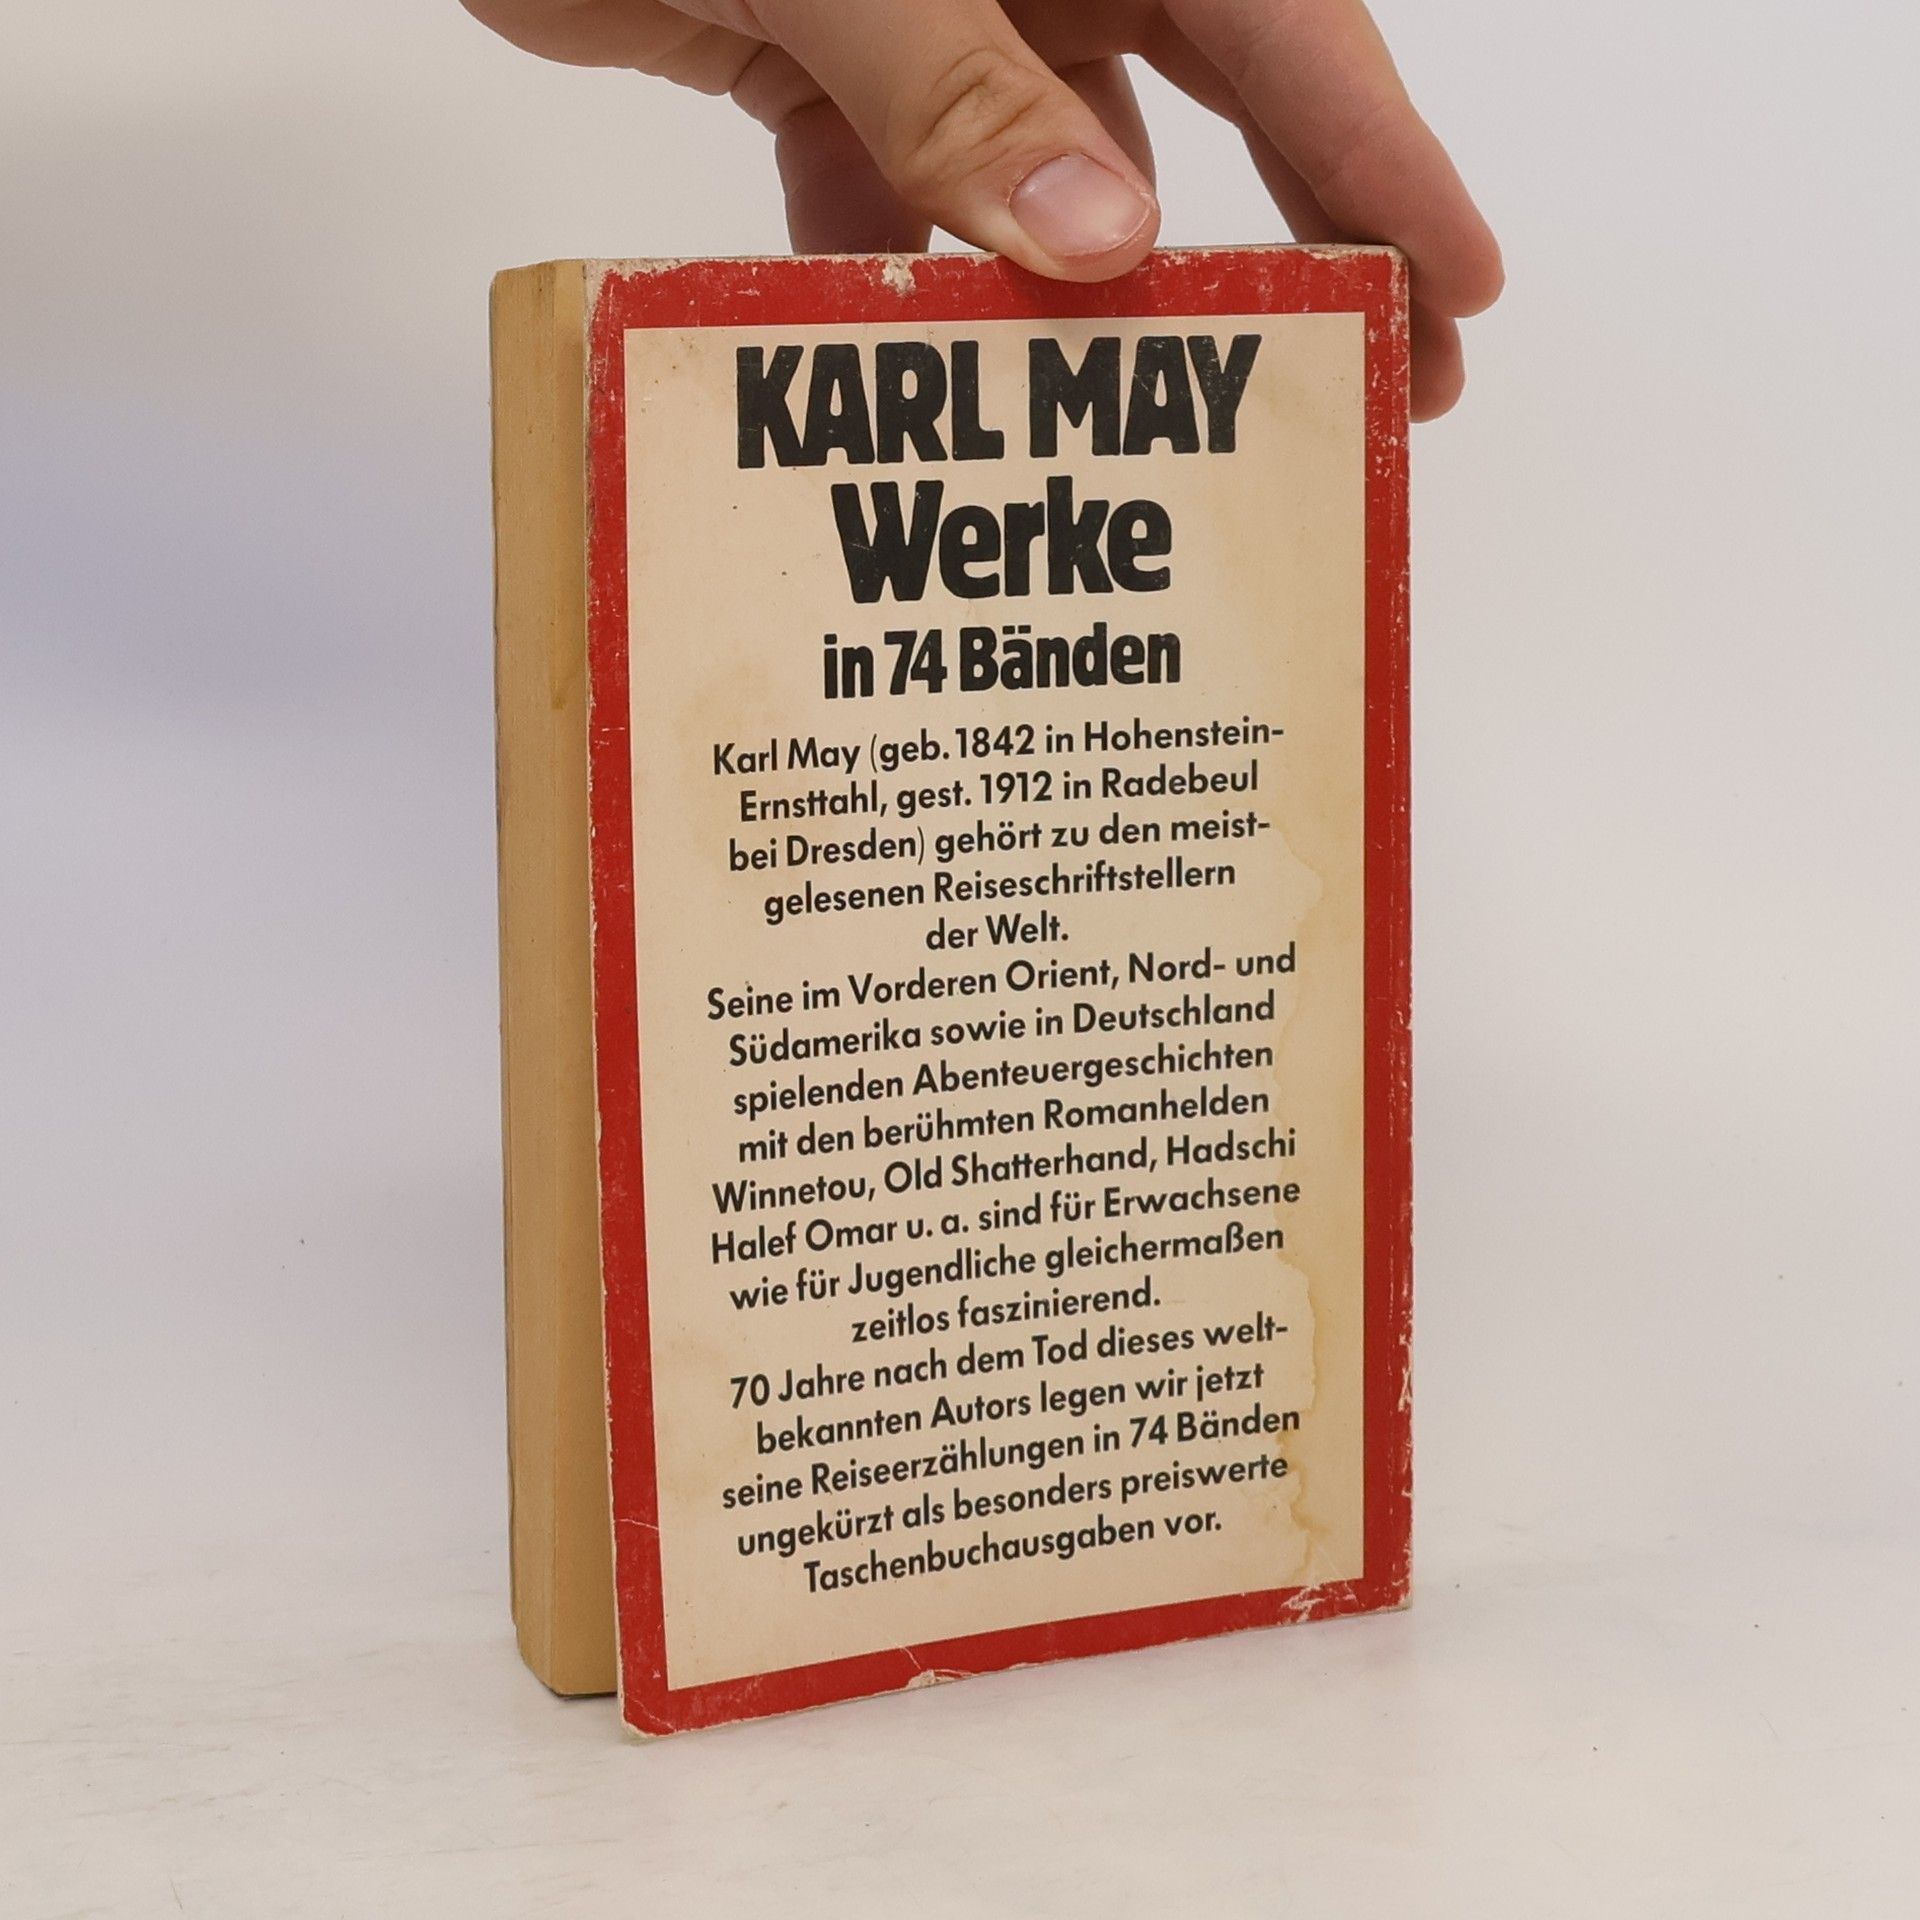 KARL MAY
Werke
in 74 Bänden
Karl May (geb. 1842 in Hohenstein-
Ernsttahl, gest. 1912 in Radebeul
bei Dresden) gehört zu den meist-
gelesenen Reiseschriftstellern
der Welt.
Seine im Vorderen Orient, Nord- und
Südamerika sowie in Deutschland
spielenden Abenteuergeschichten
mit den berühmten Romanhelden
Winnetou, Old Shatterhand, Hadschi
Halef Omar u. a. sind für Erwachsene
wie für Jugendliche gleichermaßen
zeitlos faszinierend.
70 Jahre nach dem Tod dieses welt-
bekannten Autors legen wir jetzt
seine Reiseerzählungen in 74 Bänden
ungekürzt als besonders preiswerte
Taschenbuchausgaben vor.